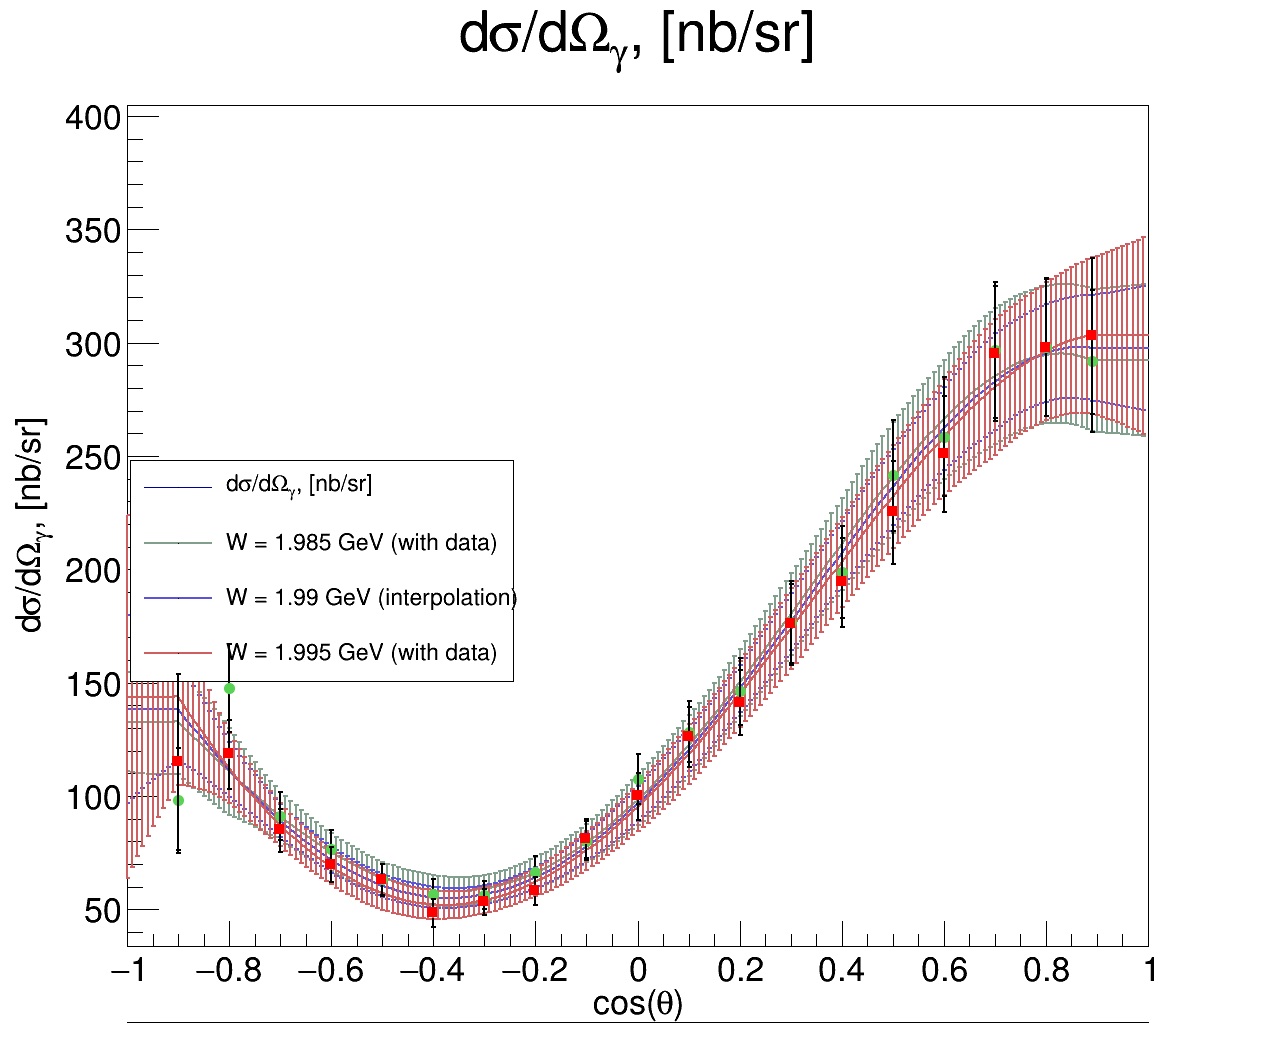 dσ/dΩγ, [nb/sr]
400
350
300
250
200
150
100
50
dσ/dΩγ, [nb/sr]
dσ/dΩγ, [nb/sr]
W = 1.985 GeV (with data)
W = 1.99 GeV (interpolation)
W = 1.995 GeV (with data)
−1 −0.8 −0.6 −0.4 −0.2 0 0.2 0.4 0.6 0.8 1
cos(θ)